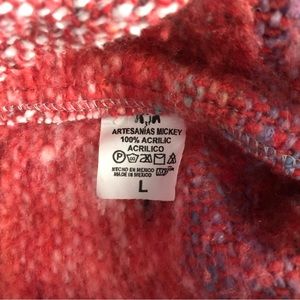 ARTESANIAS MICKEY
100% ACRILIC
ACRILICO
HECHO EN MEXICO
MADE IN MEXICO
L